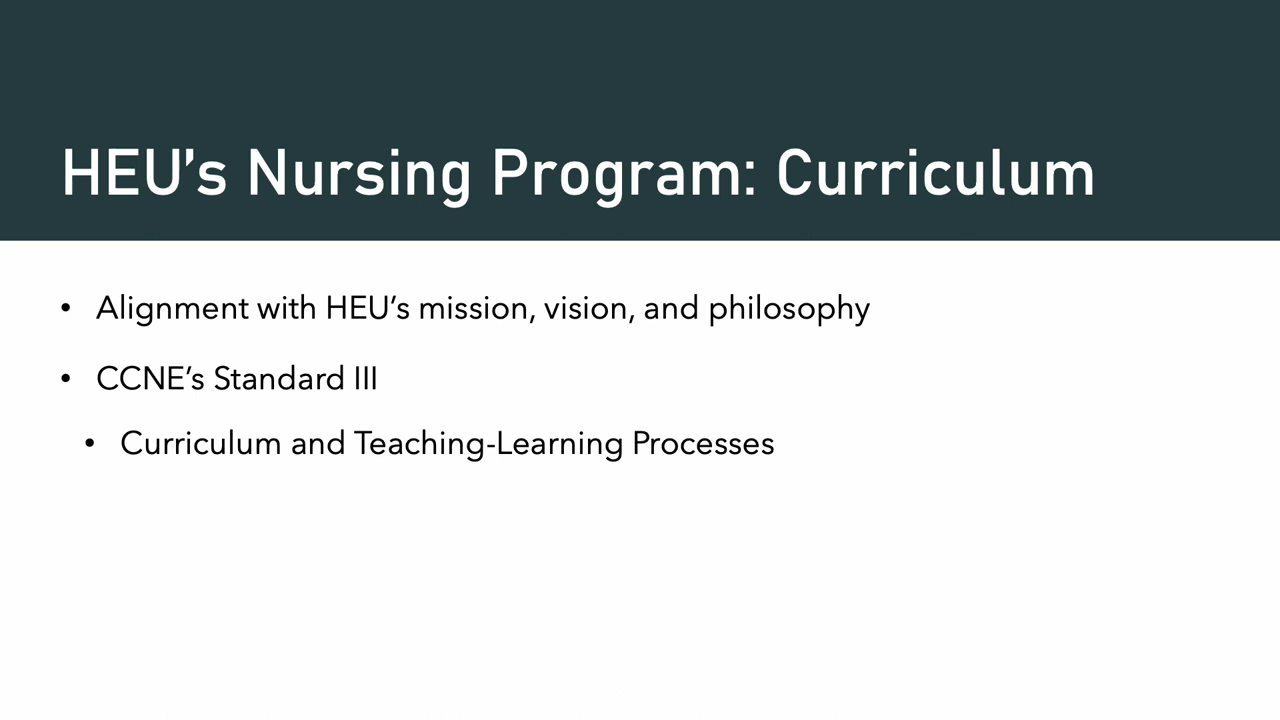 HEU’s Nursing Program: Curriculum
• Alignment with HEU’s mission, vision, and philosophy
• CCNE’s Standard III
• Curriculum and Teaching-Learning Processes